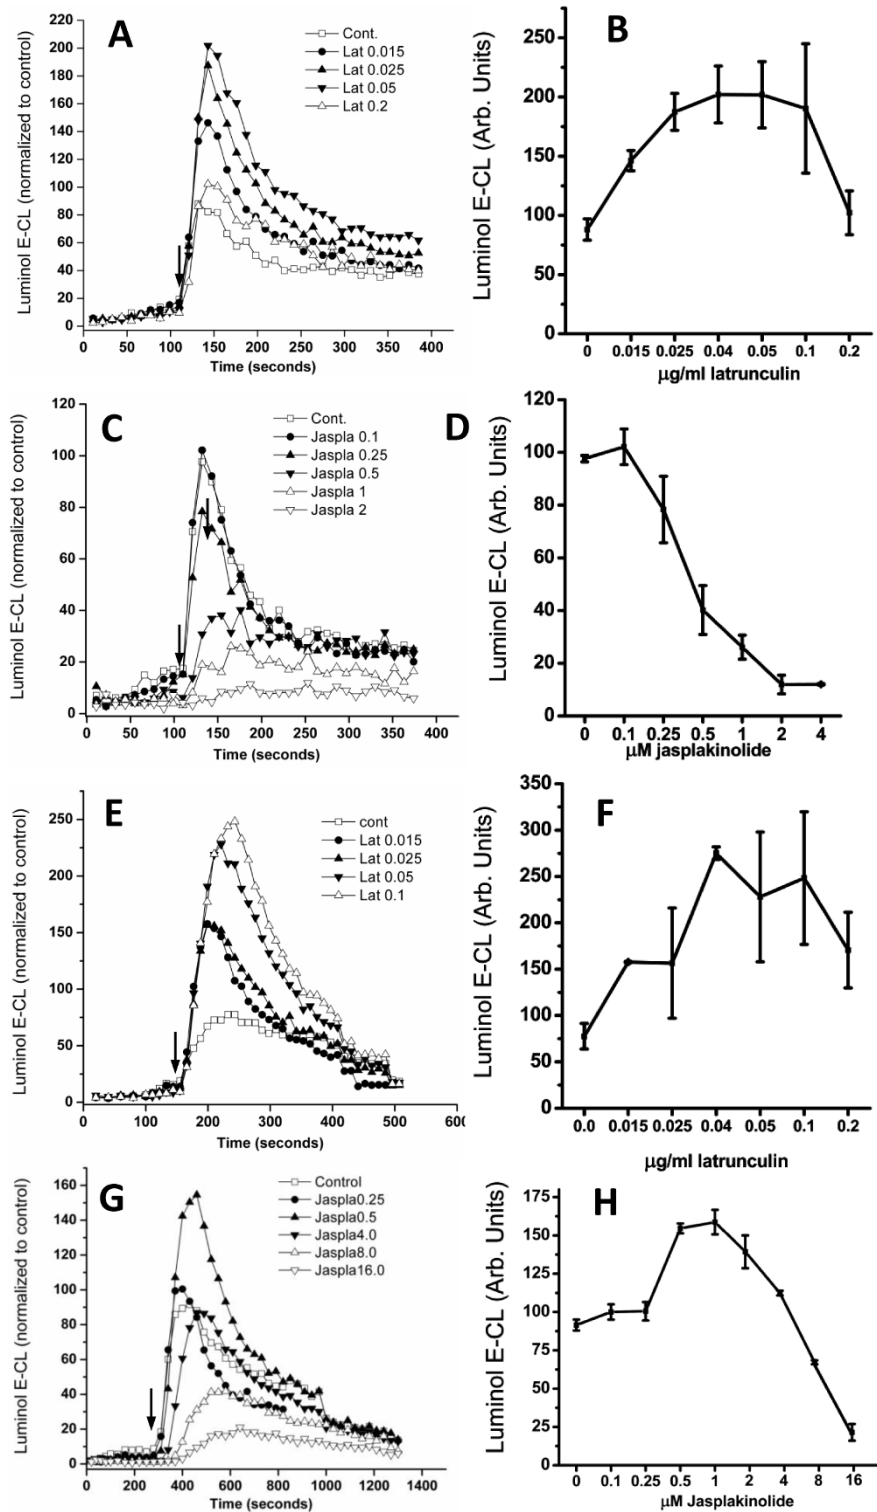 A
Cont.
Lat 0.015
Lat 0.025
Lat 0.05
Lat 0.2
Luminol E-CL (normalized to control)
220
200
180
160
140
120
100
80
60
40
20
0
0 50 100 150 200 250 300 350 400
Time (seconds)
B
Luminol E-CL (Arb. Units)
250
200
150
100
50
0
0 0.015 0.025 0.04 0.05 0.1 0.2
μg/ml latrunculin
C
Cont.
Jaspla 0.1
Jaspla 0.25
Jaspla 0.5
Jaspla 1
Jaspla 2
Luminol E-CL (normalized to control)
120
100
80
60
40
20
0
0 50 100 150 200 250 300 350 400
Time (seconds)
D
Luminol E-CL (Arb. Units)
120
100
80
60
40
20
0
0 0.1 0.25 0.5 1 2 4
μM jasplakinolide
E
cont
Lat 0.015
Lat 0.025
Lat 0.05
Lat 0.1
Luminol E-CL (normalized to control)
250
200
150
100
50
0
0 100 200 300 400 500 600
Time (seconds)
F
Luminol E-CL (Arb. Units)
350
300
250
200
150
100
50
0
0.0 0.015 0.025 0.04 0.05 0.1 0.2
μg/ml latrunculin
G
Control
Jaspla0.25
Jaspla0.5
Jaspla4.0
Jaspla8.0
Jaspla16.0
Luminol E-CL (normalized to control)
160
140
120
100
80
60
40
20
0
0 200 400 600 800 1000 1200 1400
Time (seconds)
H
Luminol E-CL (Arb. Units)
175
150
125
100
75
50
25
0
0 0.1 0.25 0.5 1 2 4 8 16
μM Jasplakinolide